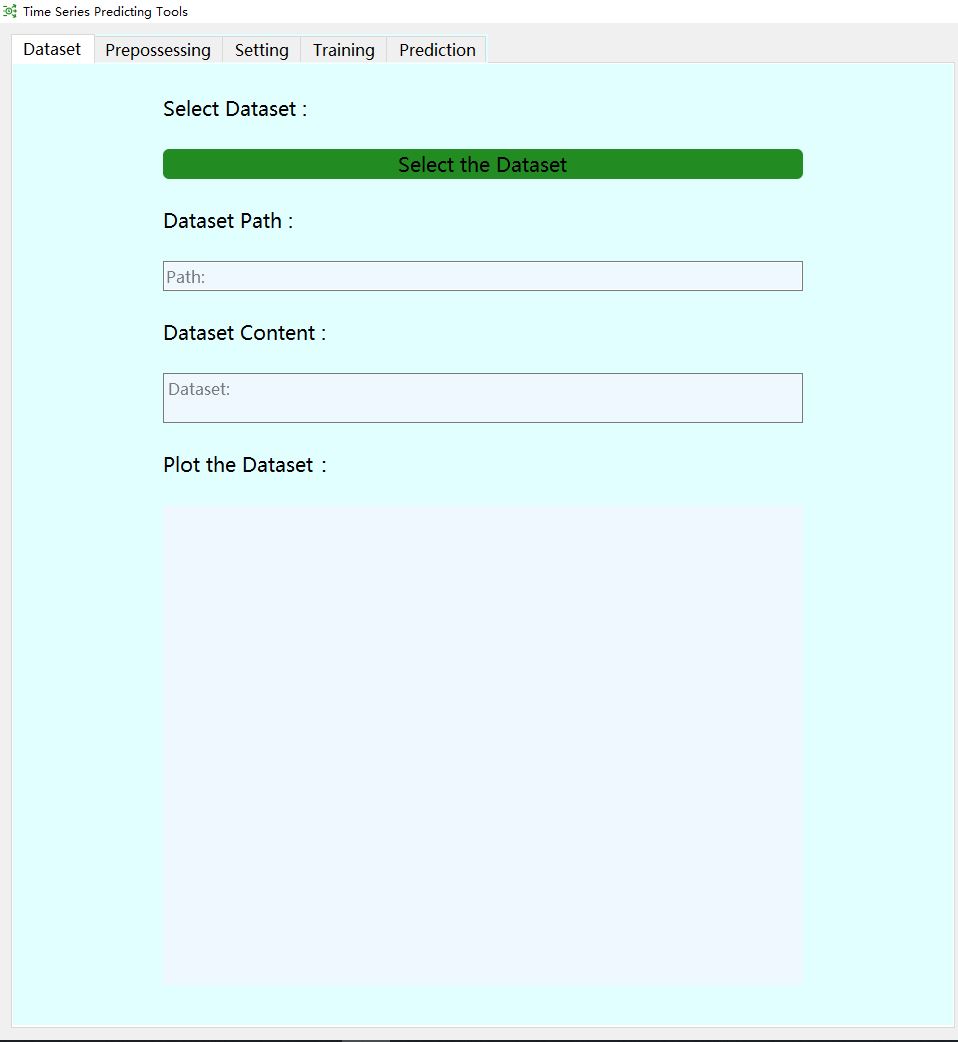 Time Series Predicting Tools
Dataset Prepossessing Setting Training Prediction
Select Dataset :
Select the Dataset
Dataset Path :
Path:
Dataset Content :
Dataset:
Plot the Dataset :